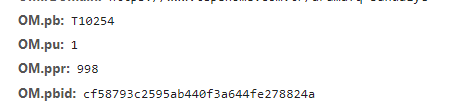 OM.pb: T10254
OM.pu: 1
OM.ppr: 998
OM.pbid: cf58793c2595ab440f3a644fe278824a